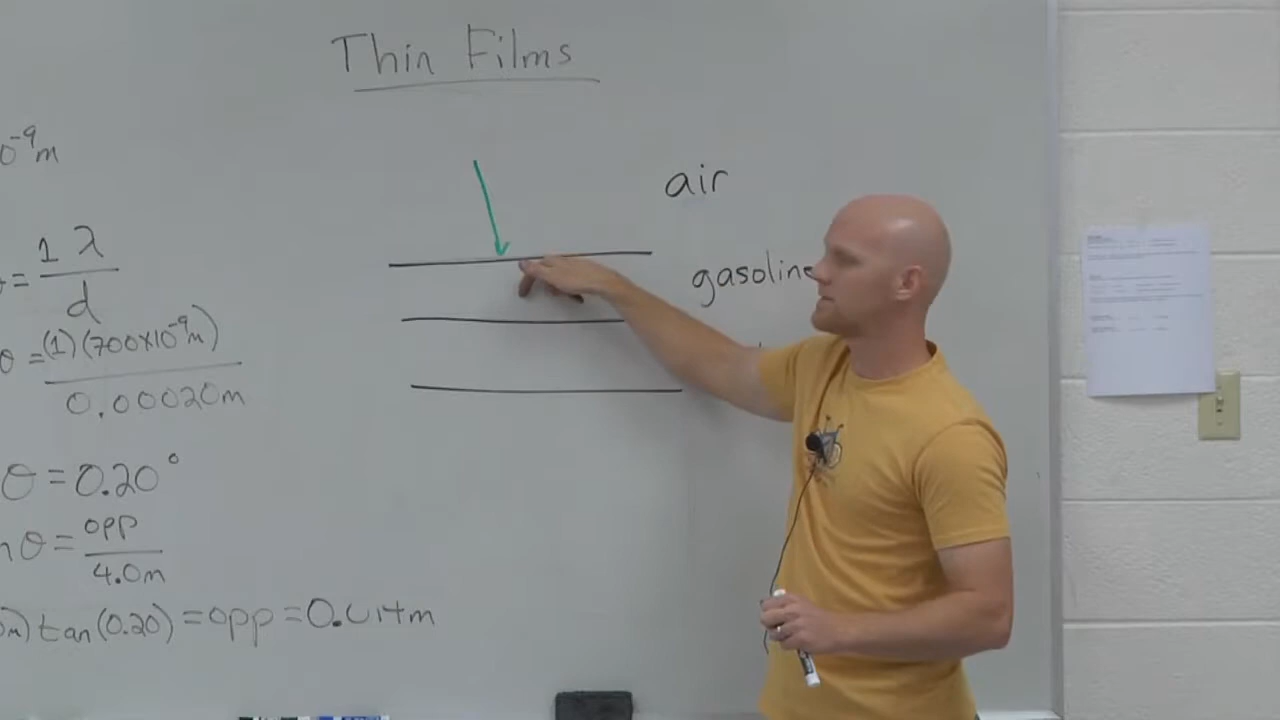 Thin Films
0⁻⁹m
= 1 λ
d
θ = (1)(700x10⁻⁹m)
0.00020m
θ = 0.20°
n θ = opp
4.0m
m) tan(0.20) = opp = 0.014m
air
gasoline